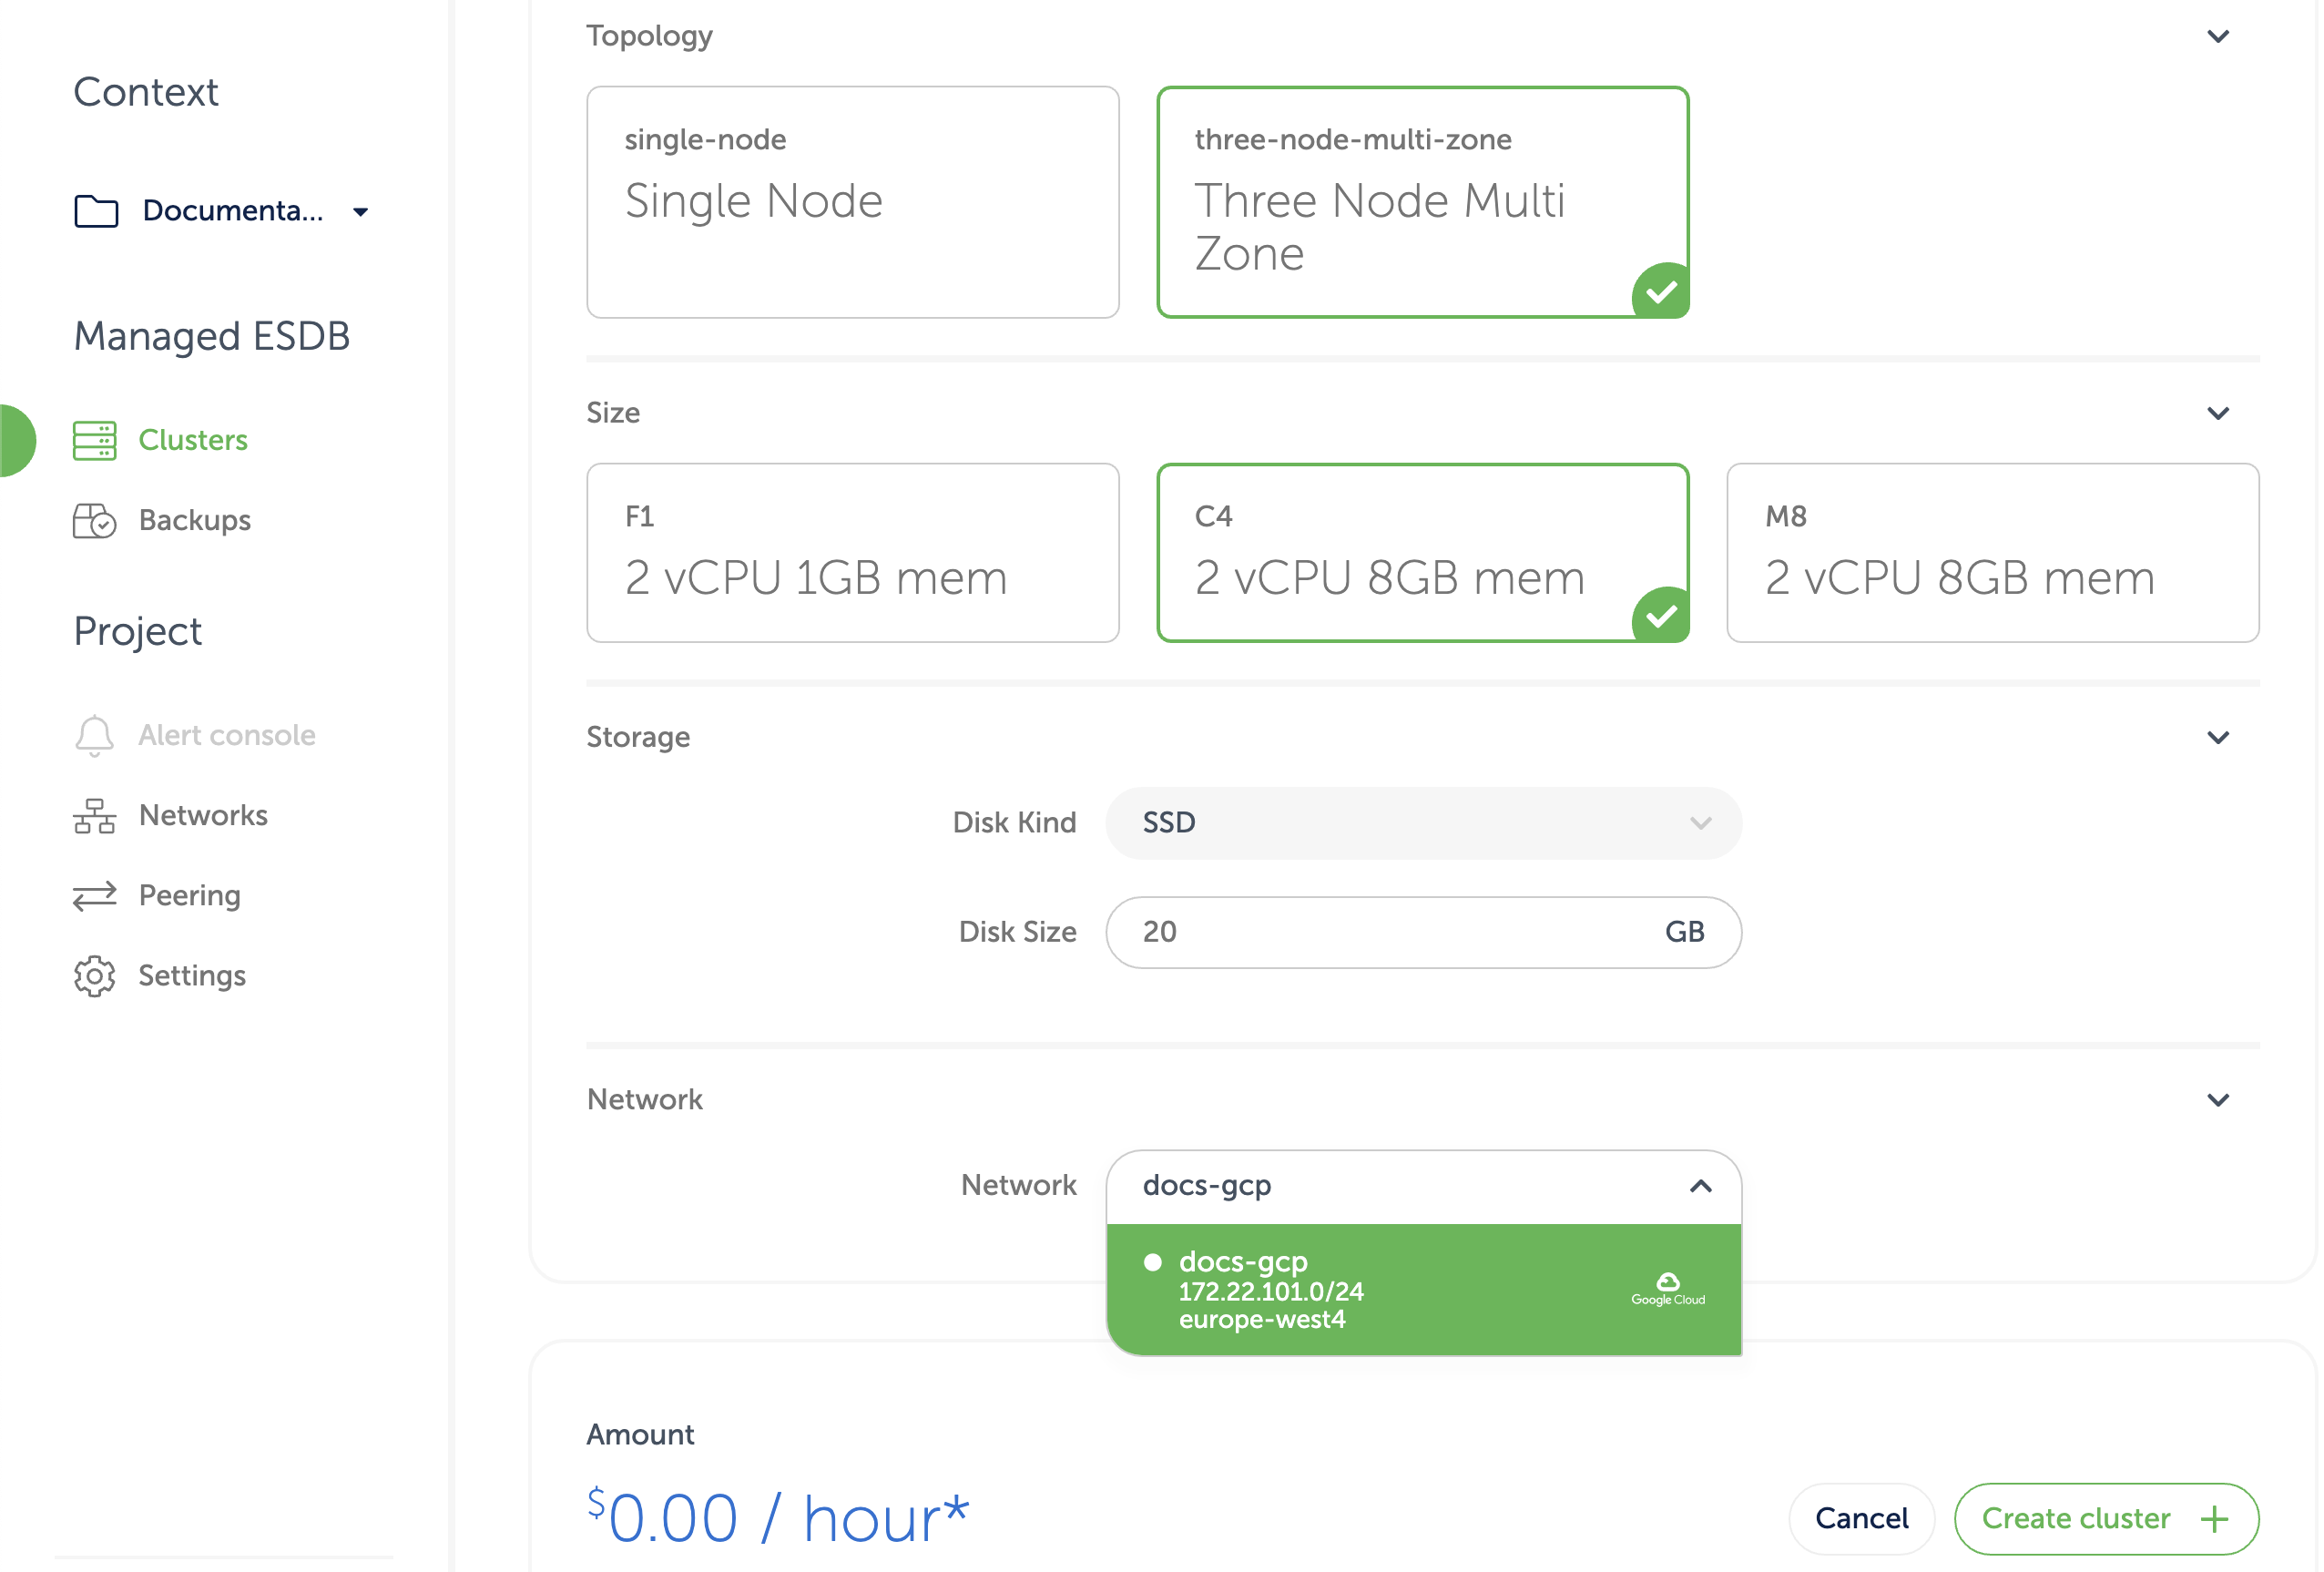 Context
Documenta...
Managed ESDB
Clusters
Backups
Project
Alert console
Networks
Peering
Settings
Topology
single-node
Single Node
three-node-multi-zone
Three Node Multi
Zone
Size
F1
2 vCPU 1GB mem
C4
2 vCPU 8GB mem
M8
2 vCPU 8GB mem
Storage
Disk Kind SSD
Disk Size 20 GB
Network
Network docs-gcp
docs-gcp
172.22.101.0/24
europe-west4
Google Cloud
Amount
$0.00 / hour*
Cancel
Create cluster +